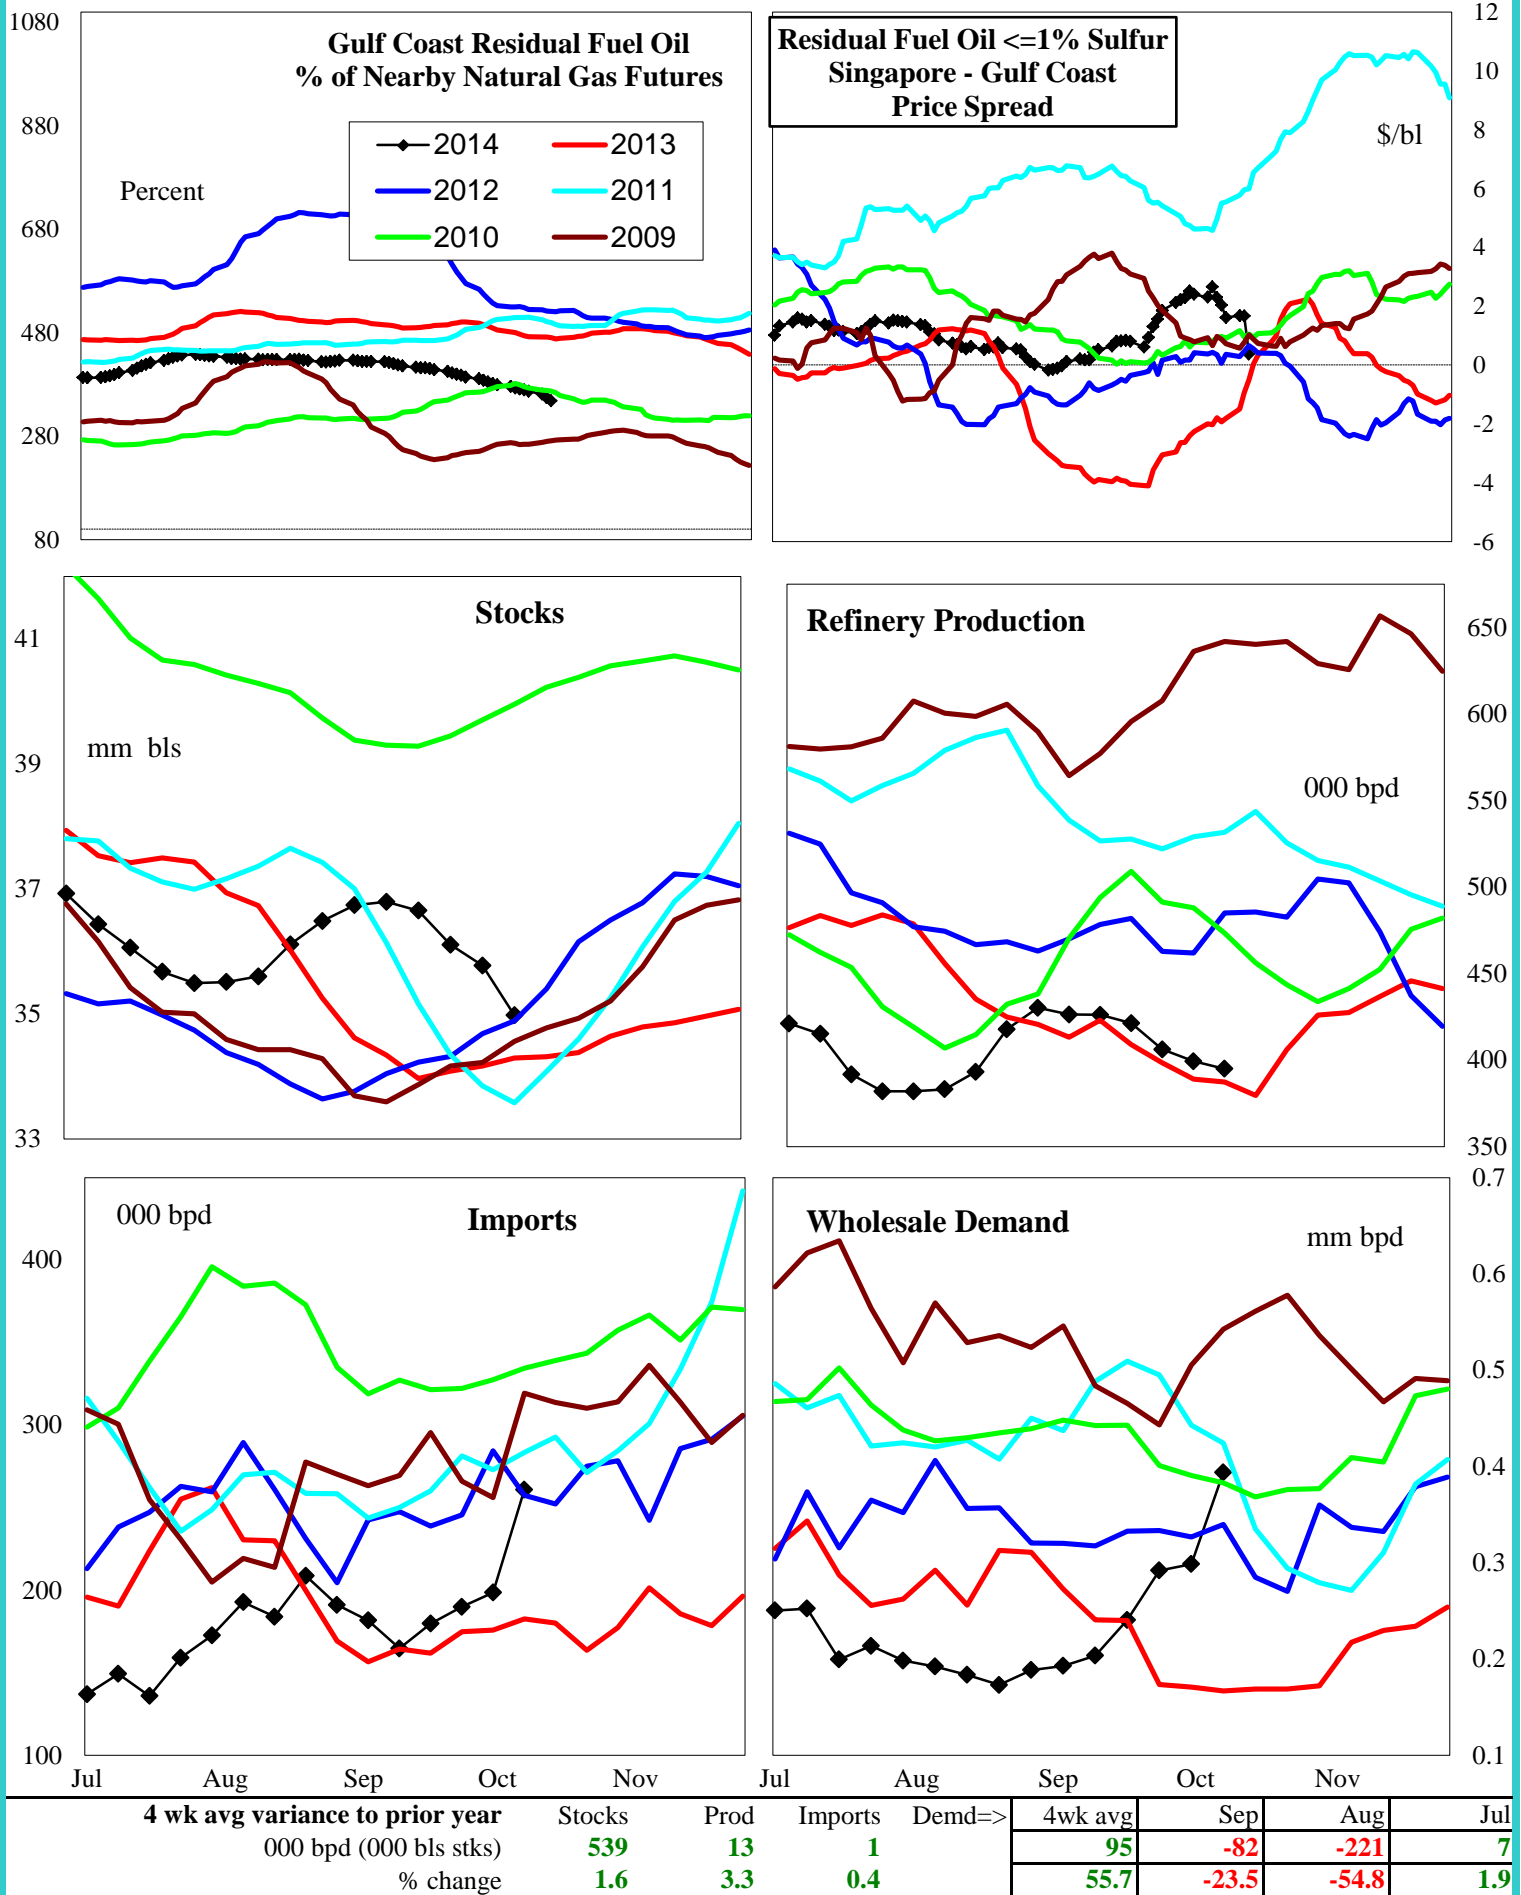 Gulf Coast Residual Fuel Oil
% of Nearby Natural Gas Futures
Percent
2014
2013
2012
2011
2010
2009
1080
880
680
480
280
80
Residual Fuel Oil <=1% Sulfur
Singapore - Gulf Coast
Price Spread
$/bl
12
10
8
6
4
2
0
-2
-4
-6
Stocks
mm bls
41
39
37
35
33
Refinery Production
000 bpd
650
600
550
500
450
400
350
000 bpd
Imports
400
300
200
100
Jul Aug Sep Oct Nov
Wholesale Demand
mm bpd
0.7
0.6
0.5
0.4
0.3
0.2
0.1
Jul Aug Sep Oct Nov
4 wk avg variance to prior year Stocks Prod Imports Demd=> 4wk avg Sep Aug Jul
000 bpd (000 bls stks) 539 13 1 95 -82 -221 7
% change 1.6 3.3 0.4 55.7 -23.5 -54.8 1.9